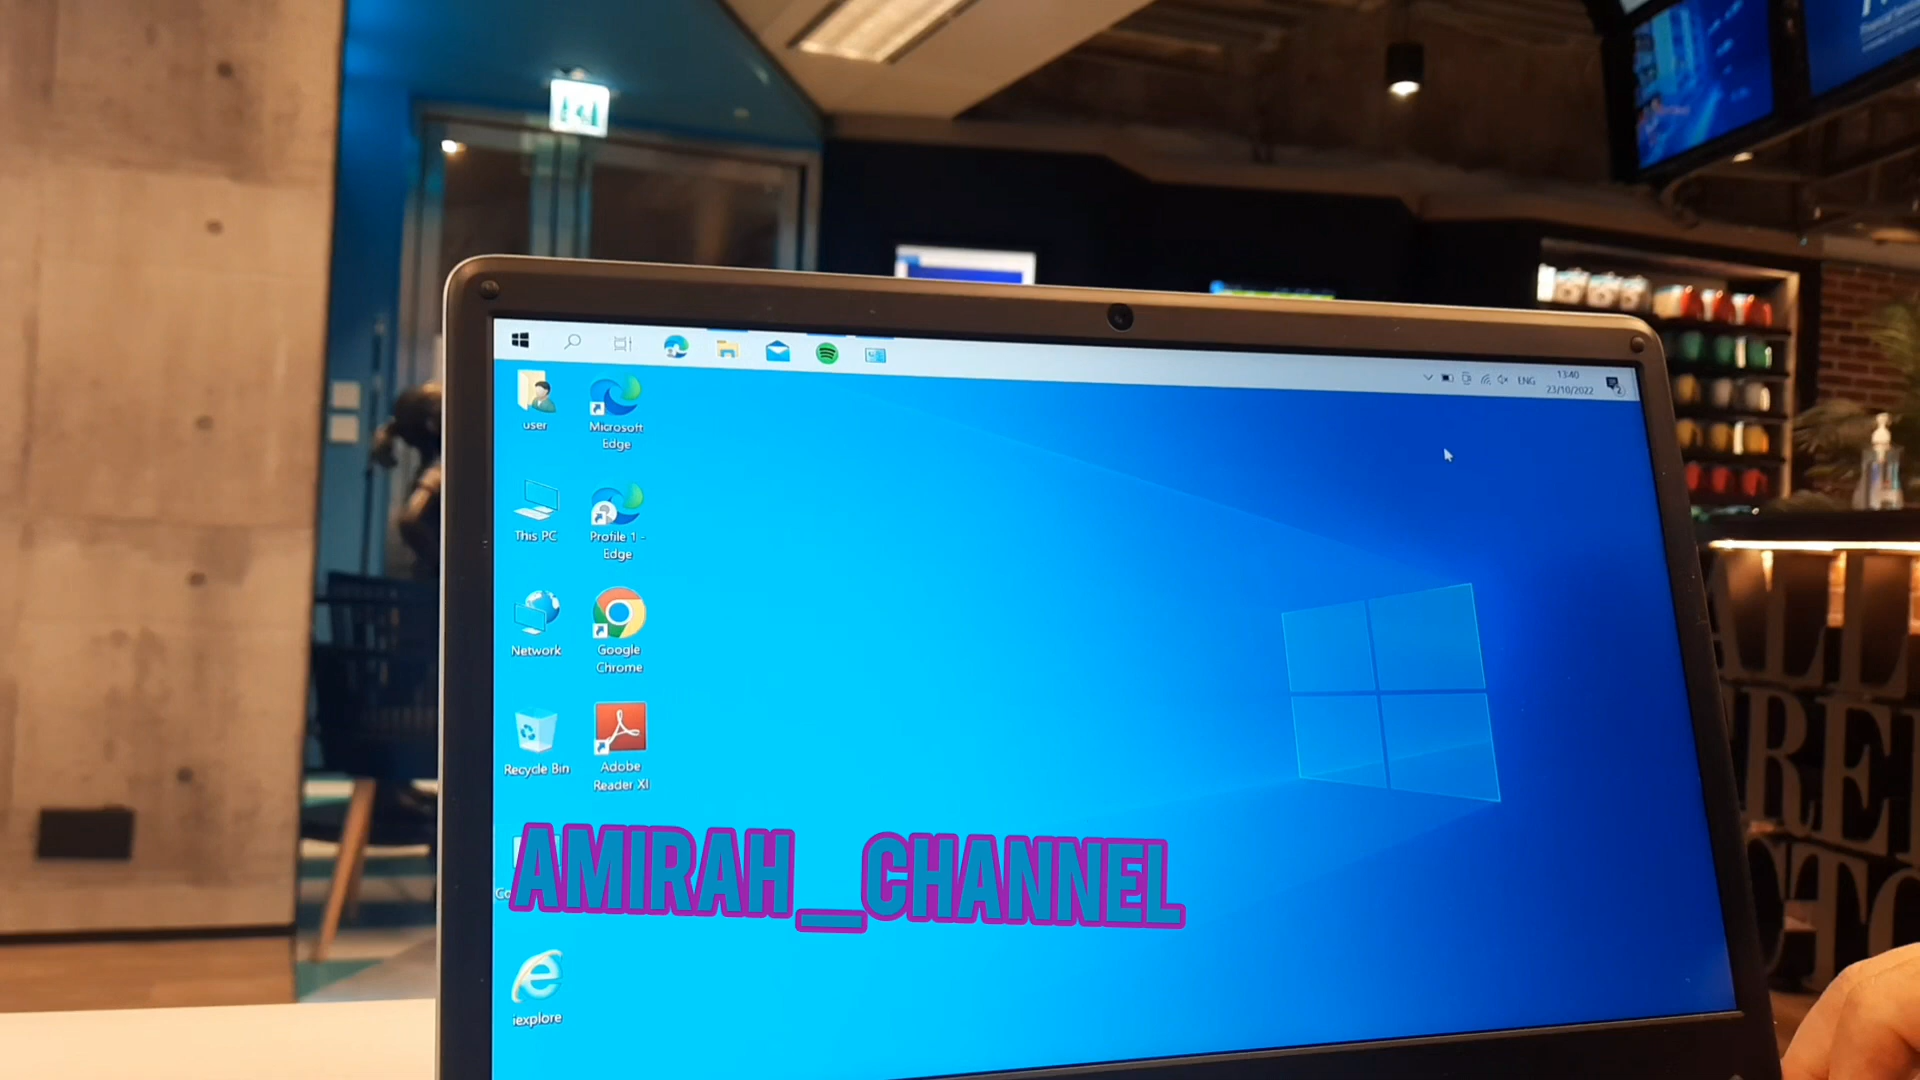 13:40
ENG
23/10/2022
user
Microsoft
Edge
This PC
Profile 1 -
Edge
Network
Google
Chrome
Recycle Bin
Adobe
Reader XI
AMIRAH_CHANNEL
iexplore